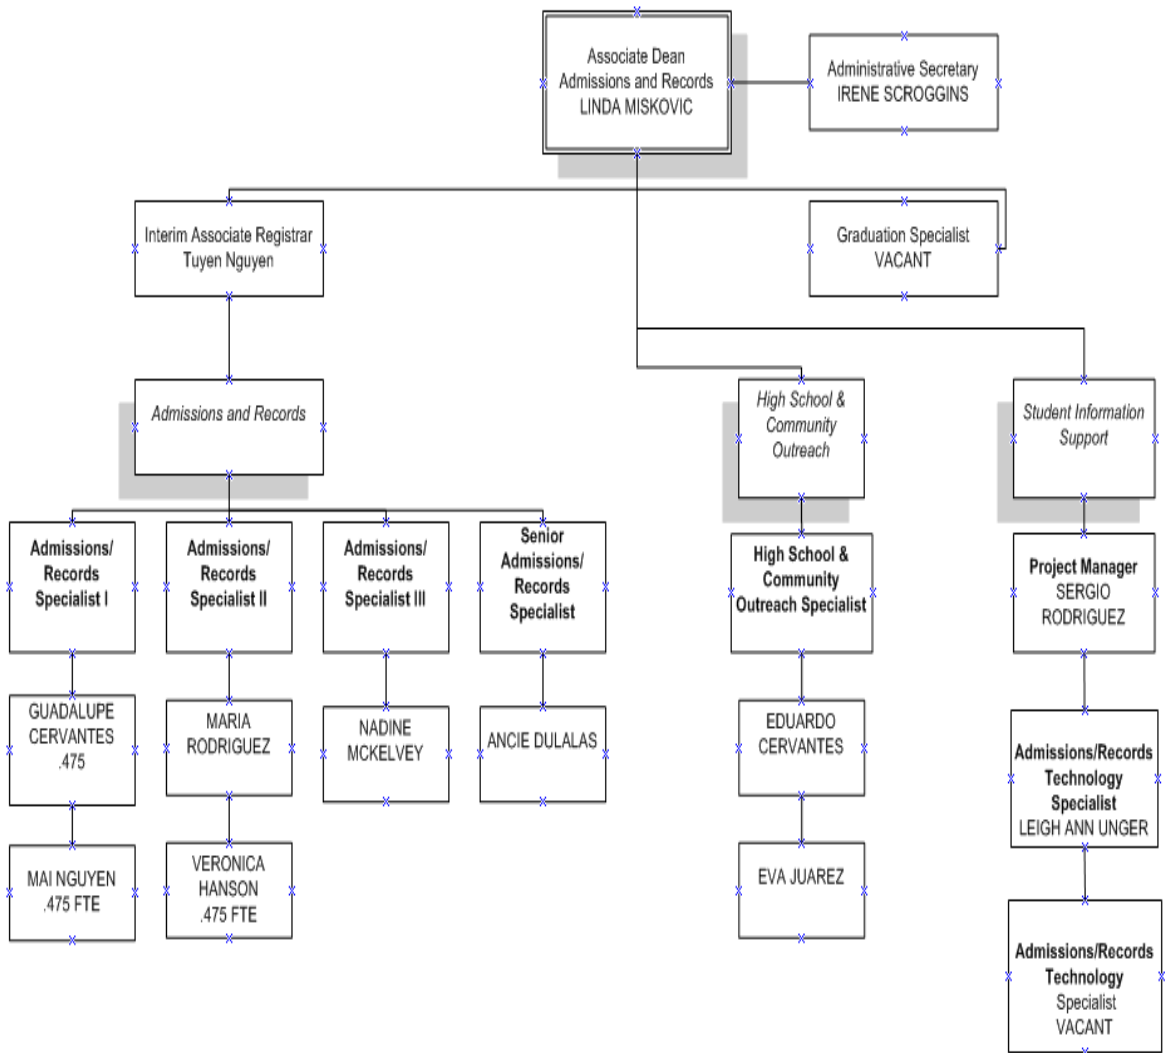 Associate Dean
Admissions and Records
LINDA MISKOVIC
Administrative Secretary
IRENE SCROGGINS
Interim Associate Registrar
Tuyen Nguyen
Graduation Specialist
VACANT
Admissions and Records
High School &
Community
Outreach
Student Information
Support
Admissions/
Records
Specialist I
Admissions/
Records
Specialist II
Admissions/
Records
Specialist III
Senior
Admissions/
Records
Specialist
High School &
Community
Outreach Specialist
Project Manager
SERGIO
RODRIGUEZ
GUADALUPE
CERVANTES
.475
MARIA
RODRIGUEZ
NADINE
MCKELVEY
ANCIE DULALAS
EDUARDO
CERVANTES
Admissions/Records
Technology
Specialist
LEIGH ANN UNGER
MAI NGUYEN
.475 FTE
VERONICA
HANSON
.475 FTE
EVA JUAREZ
Admissions/Records
Technology
Specialist
VACANT